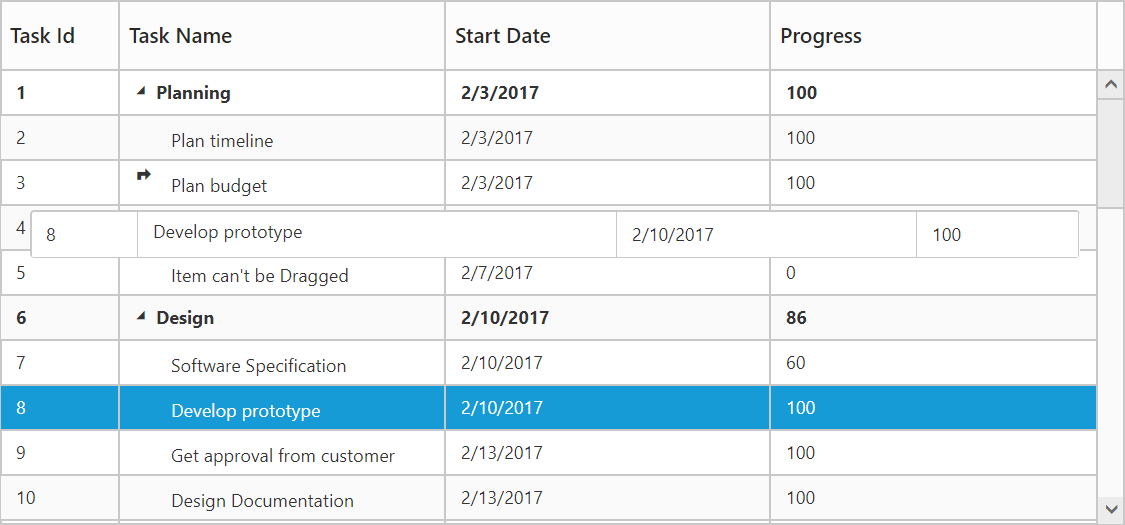 Task Id Task Name Start Date Progress
1 Planning 2/3/2017 100
2 Plan timeline 2/3/2017 100
3 Plan budget 2/3/2017 100
4
8 Develop prototype 2/10/2017 100
5 Item can't be Dragged 2/7/2017 0
6 Design 2/10/2017 86
7 Software Specification 2/10/2017 60
8 Develop prototype 2/10/2017 100
9 Get approval from customer 2/13/2017 100
10 Design Documentation 2/13/2017 100